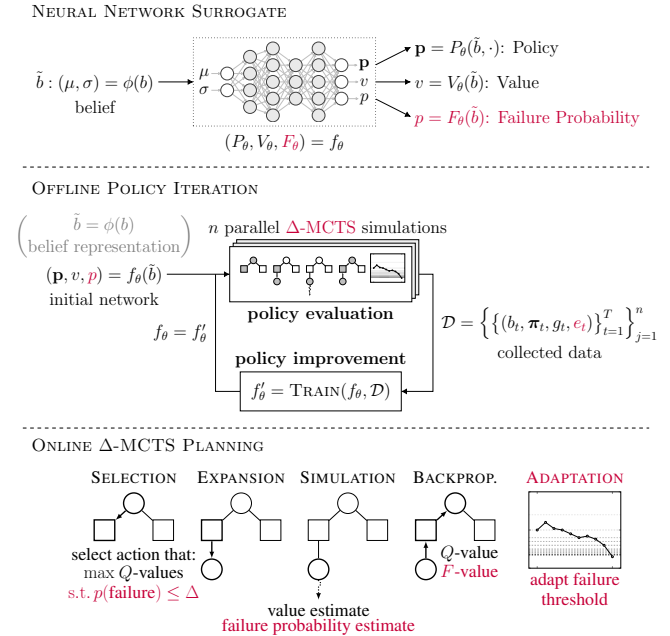 NEURAL NETWORK SURROGATE
b̃ : (μ, σ) = ϕ(b)
belief
μ
σ
p
v
p
p = P_θ(b̃, ·): Policy
v = V_θ(b̃): Value
p = F_θ(b̃): Failure Probability
(P_θ, V_θ, F_θ) = f_θ
OFFLINE POLICY ITERATION
(b̃ = ϕ(b)
belief representation)
n parallel Δ-MCTS simulations
(p, v, p) = f_θ(b̃)
initial network
policy evaluation
f_θ = f′_θ
D = {{(b_t, π_t, g_t, e_t)}_{t=1}^{T}}_{j=1}^{n}
collected data
policy improvement
f′_θ = TRAIN(f_θ, D)
ONLINE Δ-MCTS PLANNING
SELECTION
EXPANSION
SIMULATION
BACKPROP.
ADAPTATION
select action that:
max Q-values
s.t. p(failure) ≤ Δ
value estimate
failure probability estimate
Q-value
F-value
adapt failure
threshold